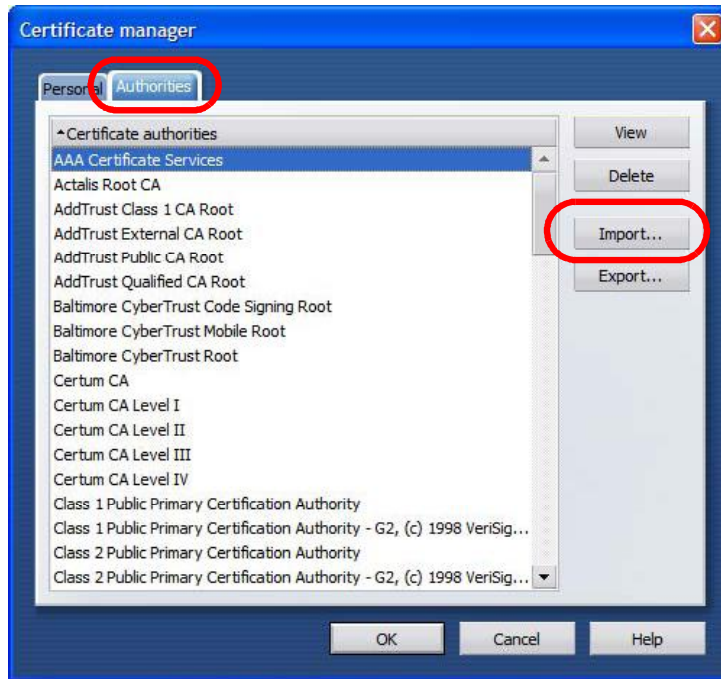 Certificate manager
Personal
Authorities
Certificate authorities
AAA Certificate Services
Actalis Root CA
AddTrust Class 1 CA Root
AddTrust External CA Root
AddTrust Public CA Root
AddTrust Qualified CA Root
Baltimore CyberTrust Code Signing Root
Baltimore CyberTrust Mobile Root
Baltimore CyberTrust Root
Certum CA
Certum CA Level I
Certum CA Level II
Certum CA Level III
Certum CA Level IV
Class 1 Public Primary Certification Authority
Class 1 Public Primary Certification Authority - G2, (c) 1998 VeriSig...
Class 2 Public Primary Certification Authority
Class 2 Public Primary Certification Authority - G2, (c) 1998 VeriSig...
View
Delete
Import...
Export...
OK
Cancel
Help